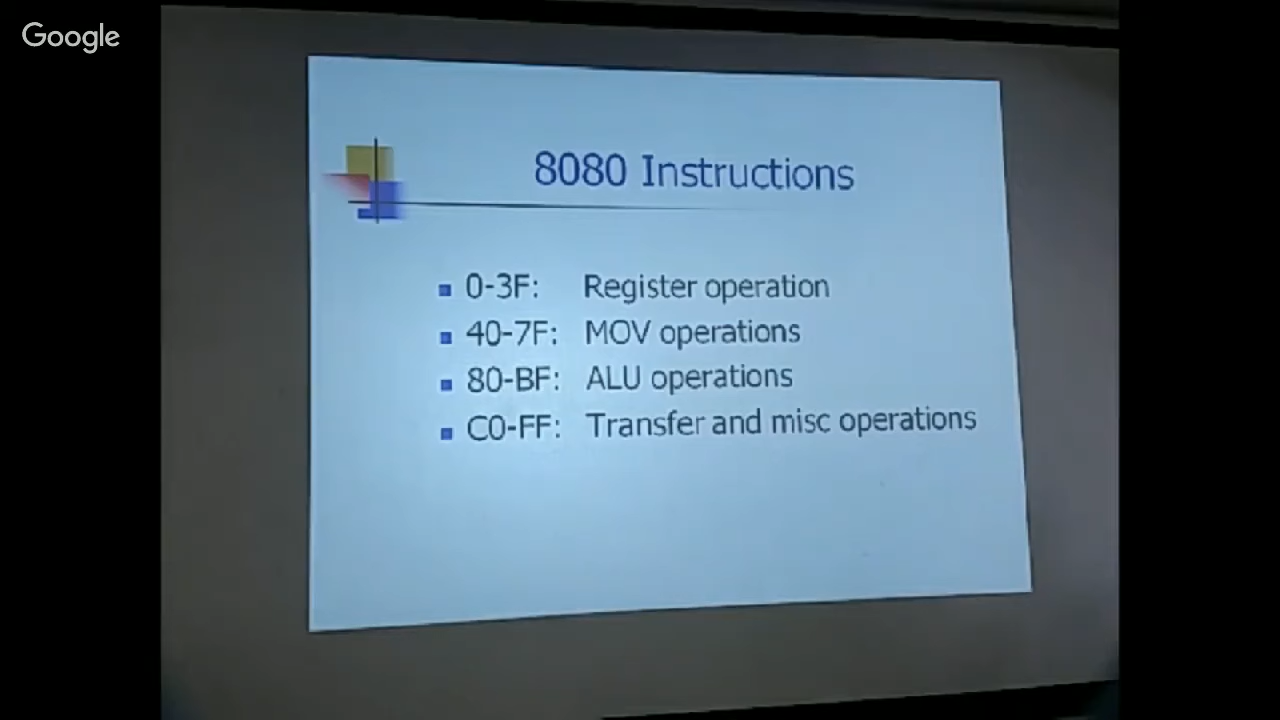 Google
8080 Instructions
0-3F: Register operation
40-7F: MOV operations
80-BF: ALU operations
C0-FF: Transfer and misc operations